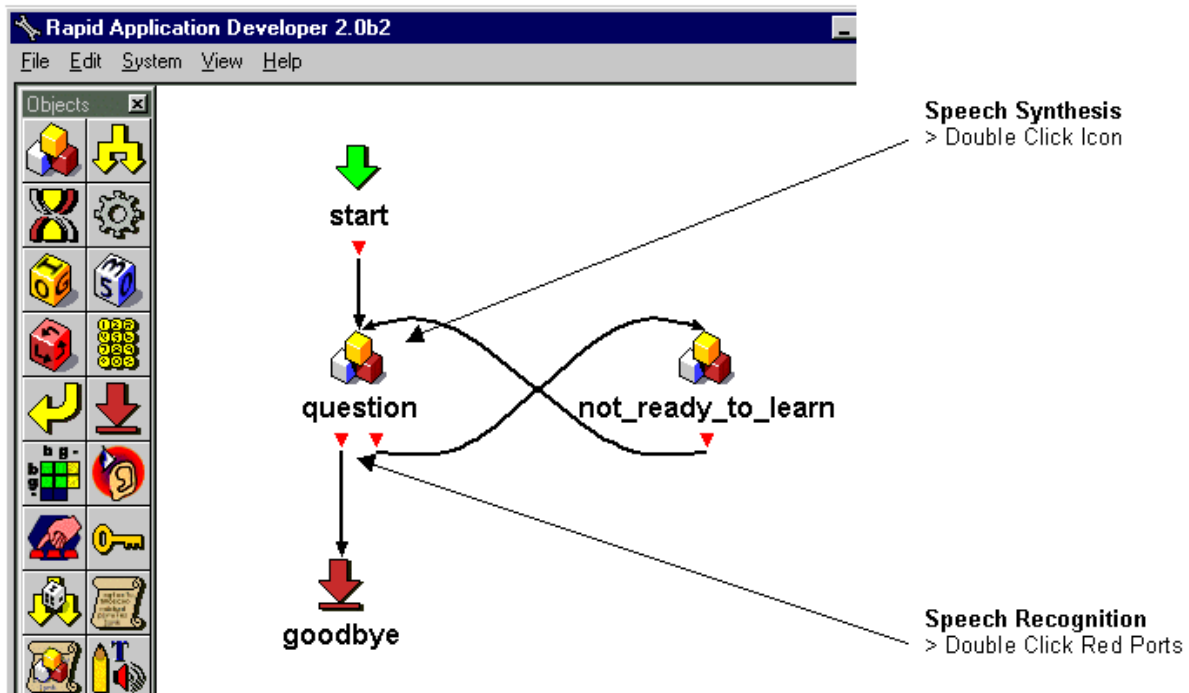 Rapid Application Developer 2.0b2
File Edit System View Help
Objects
Speech Synthesis
> Double Click Icon
start
question
not_ready_to_learn
goodbye
Speech Recognition
> Double Click Red Ports